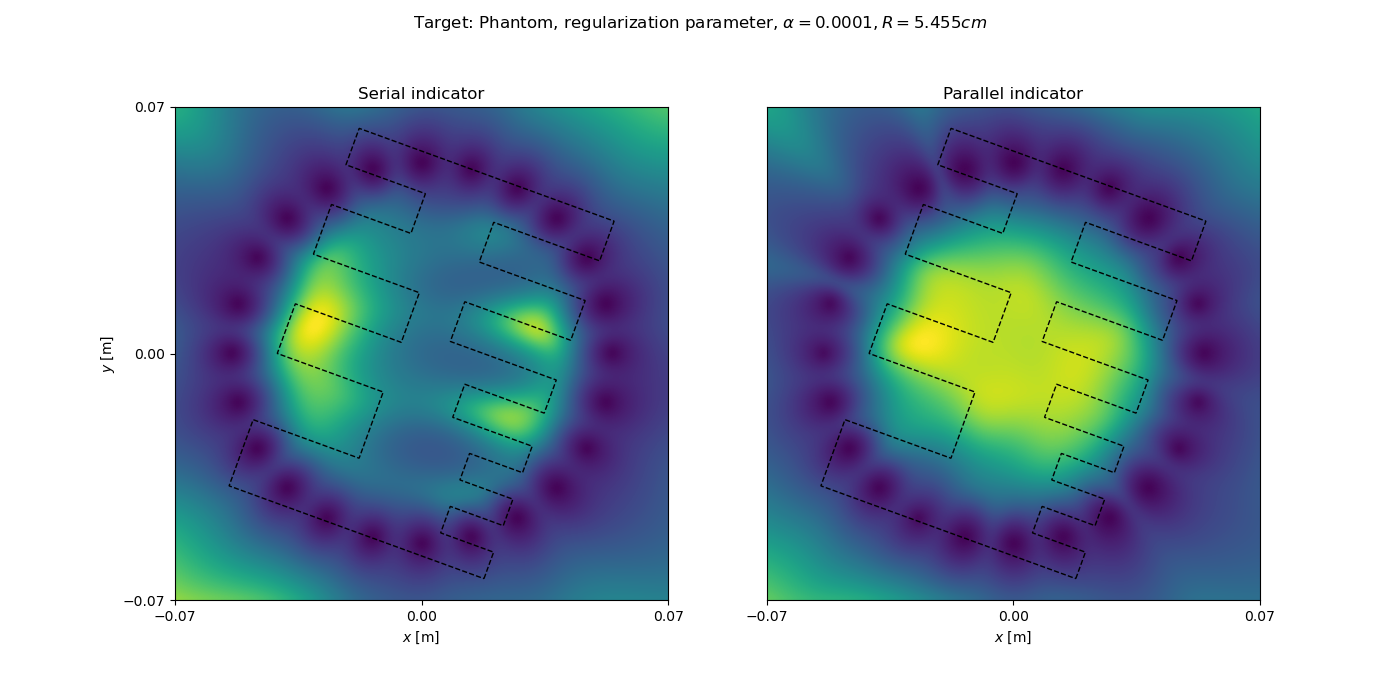 Target: Phantom, regularization parameter, α = 0.0001, R = 5.455cm
Serial indicator
Parallel indicator
0.07
0.00
−0.07
y [m]
−0.07
0.00
0.07
−0.07
0.00
0.07
x [m]
x [m]